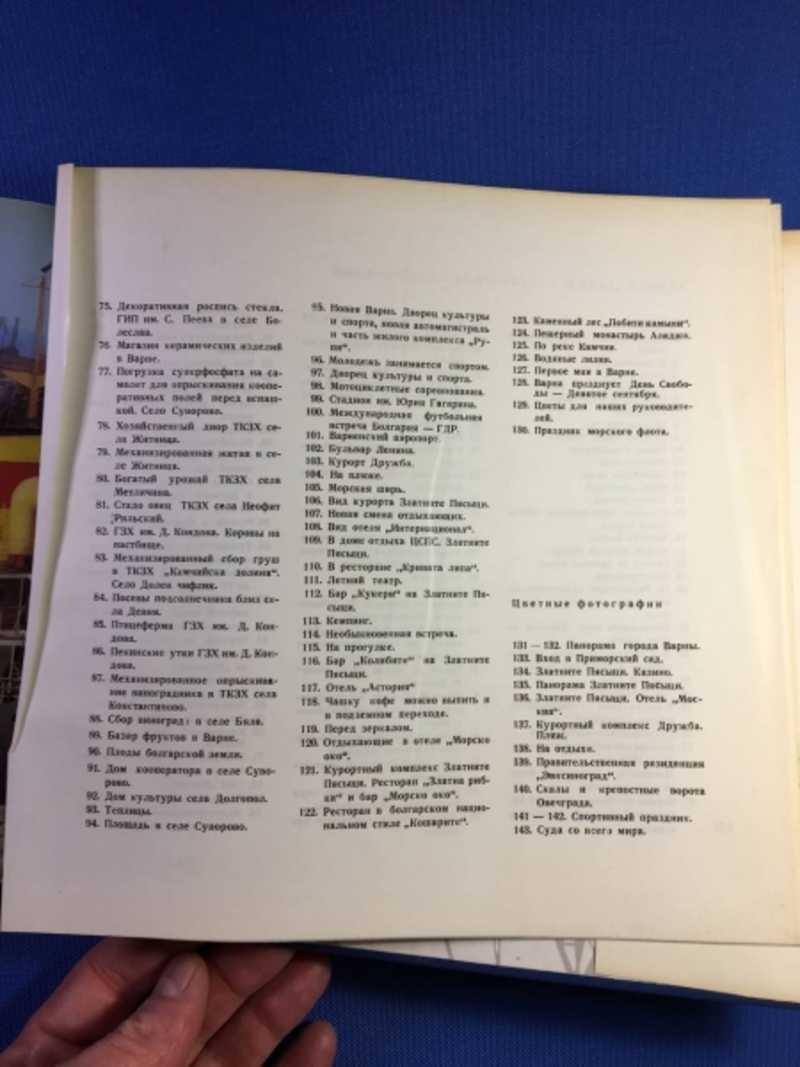 75. Декоративная роспись стекла.
ГИП им. С. Пеева в селе Бо-
леслав.
76. Магазин керамических изделий
в Варне.
77. Погрузка суперфосфата на са-
молет для опрыскивания коопе-
ративных полей перед вспаш-
кой. Село Суворово.
78. Хозяйственный двор ТКЗХ се-
ла Житница.
79. Механизированная жатва в се-
ле Житница.
80. Богатый урожай ТКЗХ села
Метличина.
81. Стадо овец ТКЗХ села Неофит
Рильский.
82. ГЗХ им. Д. Кондова. Коровы на
пастбище.
83. Механизированный сбор груш
в ТКЗХ „Камчийска долина“.
Село Долен чифлик.
84. Посевы подсолнечника близ се-
ла Девня.
85. Птицеферма ГЗХ им. Д. Кон-
дова.
86. Пекинские утки ГЗХ им. Д. Кон-
дова.
87. Механизированное опрыскива-
ние виноградника в ТКЗХ села
Константиново.
88. Сбор винограда в селе Бяла.
89. Базар фруктов в Варне.
90. Плоды болгарской земли.
91. Дом кооператора в селе Суво-
рово.
92. Дом культуры села Долгопол.
93. Теплицы.
94. Площадь в селе Суворово.
95. Новая Варна. Дворец культуры
и спорта, новая автомагистраль
и часть жилого комплекса „Ру-
пи“.
96. Молодежь занимается спортом.
97. Дворец культуры и спорта.
98. Мотоциклетные соревнования.
99. Стадион им. Юрия Гагарина.
100. Международная футбольная
встреча Болгария — ГДР.
101. Варненский аэропорт.
102. Бульвар Ленина.
103. Курорт Дружба.
104. На пляже.
105. Морская ширь.
106. Вид курорта Златните Пясыци.
107. Новая смена отдыхающих.
108. Вид отеля „Интернационал“.
109. В доме отдыха ЦСПС. Златните
Пясыци.
110. В ресторане „Кривата липа“.
111. Летний театр.
112. Бар „Кукери“ на Златните Пя-
сыци.
113. Кемпинг.
114. Необыкновенная встреча.
115. На прогулке.
116. Бар „Колибите“ на Златните
Пясыци.
117. Отель „Астория“
118. Чашку кофе можно выпить и
в подземном переходе.
119. Перед зеркалом.
120. Отдыхающие в отеле „Морско
око“.
121. Курортный комплекс Златните
Пясыци. Ресторан „Златна риб-
ка“ и бар „Морско око“.
122. Ресторан в болгарском нацио-
нальном стиле „Кошарите“.
123. Каменный лес „Побити камыни“.
124. Пещерный монастырь Аладжа.
125. По реке Камчия.
126. Водяные лилии.
127. Первое мая в Варне.
128. Варна празднует День Свобо-
ды — Девятое сентября.
129. Цветы для наших руководите-
лей.
130. Праздник морского флота.
Цветные фотографии
131 — 132. Панорама города Варны.
133. Вход в Приморский сад.
134. Златните Пясыци. Казино.
135. Панорама Златните Пясыци.
136. Златните Пясыци. Отель „Мос-
ква“.
137. Курортный комплекс Дружба.
Пляж.
138. На отдыхе.
139. Правительственная резиденция
„Эвксиноград“.
140. Скалы и крепостные ворота
Овечграда.
141 — 142. Спортивный праздник.
143. Суда со всего мира.